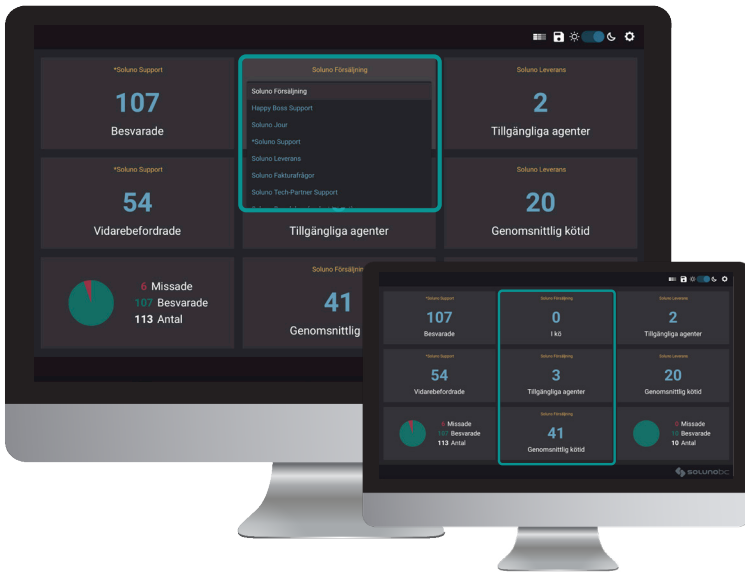 *Soluno Support
107
Besvarade
Soluno Försäljning
Soluno Försäljning
Happy Boss Support
Soluno Jour
*Soluno Support
Soluno Leverans
Soluno Fakturafrågor
Soluno Tech-Partner Support
Soluno Leverans
2
Tillgängliga agenter
*Soluno Support
54
Vidarebefordrade
Tillgängliga agenter
Soluno Leverans
20
Genomsnittlig kötid
6 Missade
107 Besvarade
113 Antal
Soluno Försäljning
41
Genomsnittlig
*Soluno Support
107
Besvarade
Soluno Försäljning
0
I kö
Soluno Leverans
2
Tillgängliga agenter
*Soluno Support
54
Vidarebefordrade
Soluno Försäljning
3
Tillgängliga agenter
Soluno Leverans
20
Genomsnittlig kötid
6 Missade
107 Besvarade
113 Antal
Soluno Försäljning
41
Genomsnittlig kötid
Missade
10 Besvarade
10 Antal
solunobic